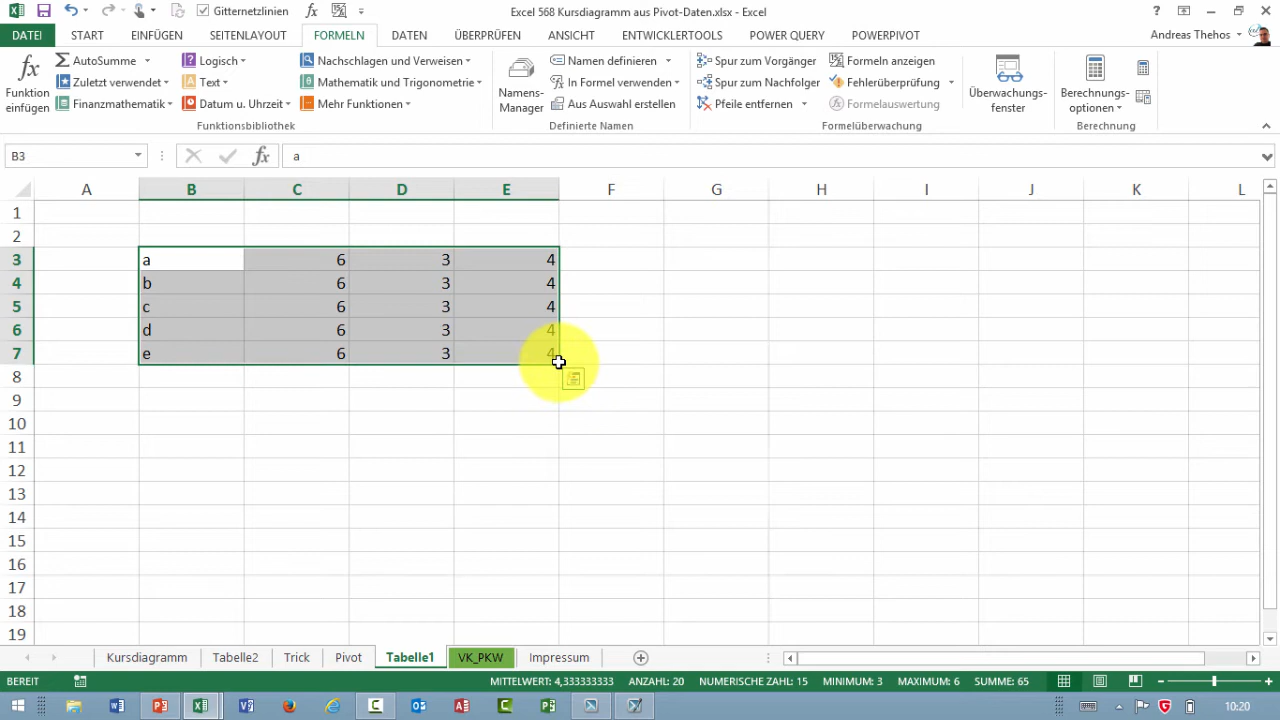 Gitternetzlinien
Excel 568 Kursdiagramm aus Pivot-Daten.xlsx - Excel
DATEI START EINFÜGEN SEITENLAYOUT FORMELN DATEN ÜBERPRÜFEN ANSICHT ENTWICKLERTOOLS POWER QUERY POWERPIVOT Andreas Thehos
Funktion einfügen
AutoSumme
Zuletzt verwendet
Finanzmathematik
Logisch
Text
Datum u. Uhrzeit
Nachschlagen und Verweisen
Mathematik und Trigonometrie
Mehr Funktionen
Funktionsbibliothek
Namens-
Manager
Namen definieren
In Formel verwenden
Aus Auswahl erstellen
Definierte Namen
Spur zum Vorgänger
Spur zum Nachfolger
Pfeile entfernen
Formeln anzeigen
Fehlerüberprüfung
Formelauswertung
Formelüberwachung
Überwachungs-
fenster
Berechnungs-
optionen
Berechnung
B3 fx a
A B C D E F G H I J K L
1
2
3 a 6 3 4
4 b 6 3 4
5 c 6 3 4
6 d 6 3 4
7 e 6 3 4
8
9
10
11
12
13
14
15
16
17
18
19
Kursdiagramm Tabelle2 Trick Pivot Tabelle1 VK_PKW Impressum
BEREIT MITTELWERT: 4,333333333 ANZAHL: 20 NUMERISCHE ZAHL: 15 MINIMUM: 3 MAXIMUM: 6 SUMME: 65
10:20